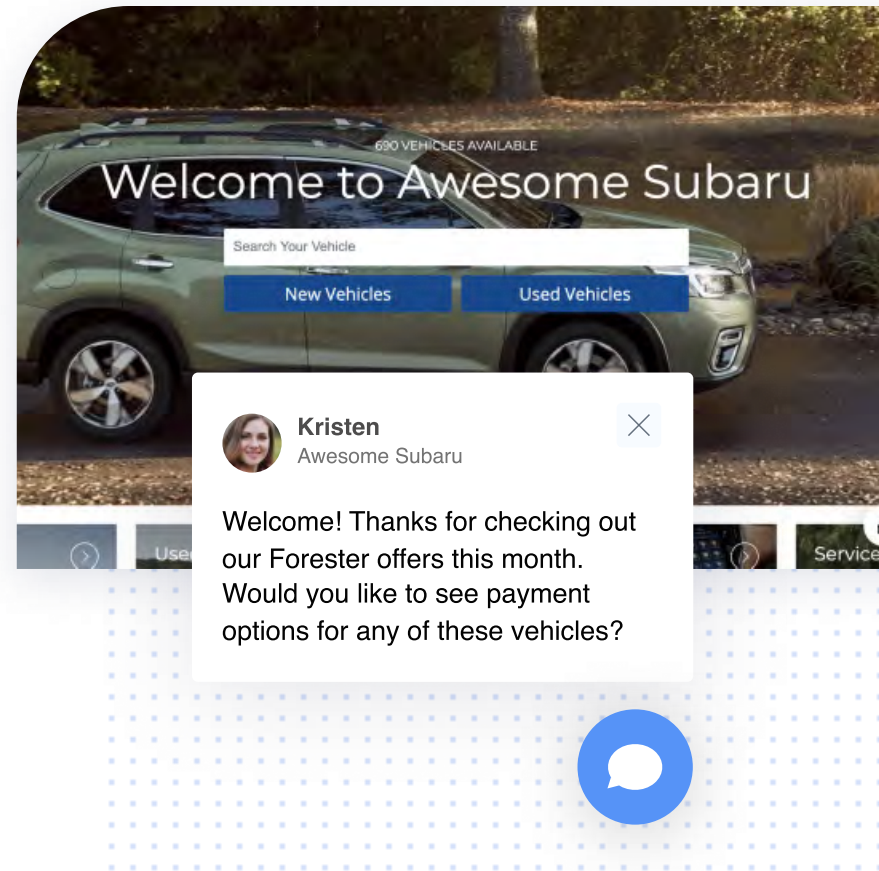 690 VEHICLES AVAILABLE
Welcome to Awesome Subaru
Search Your Vehicle
New Vehicles
Used Vehicles
Kristen
Awesome Subaru
Welcome! Thanks for checking out
our Forester offers this month.
Would you like to see payment
options for any of these vehicles?
Service